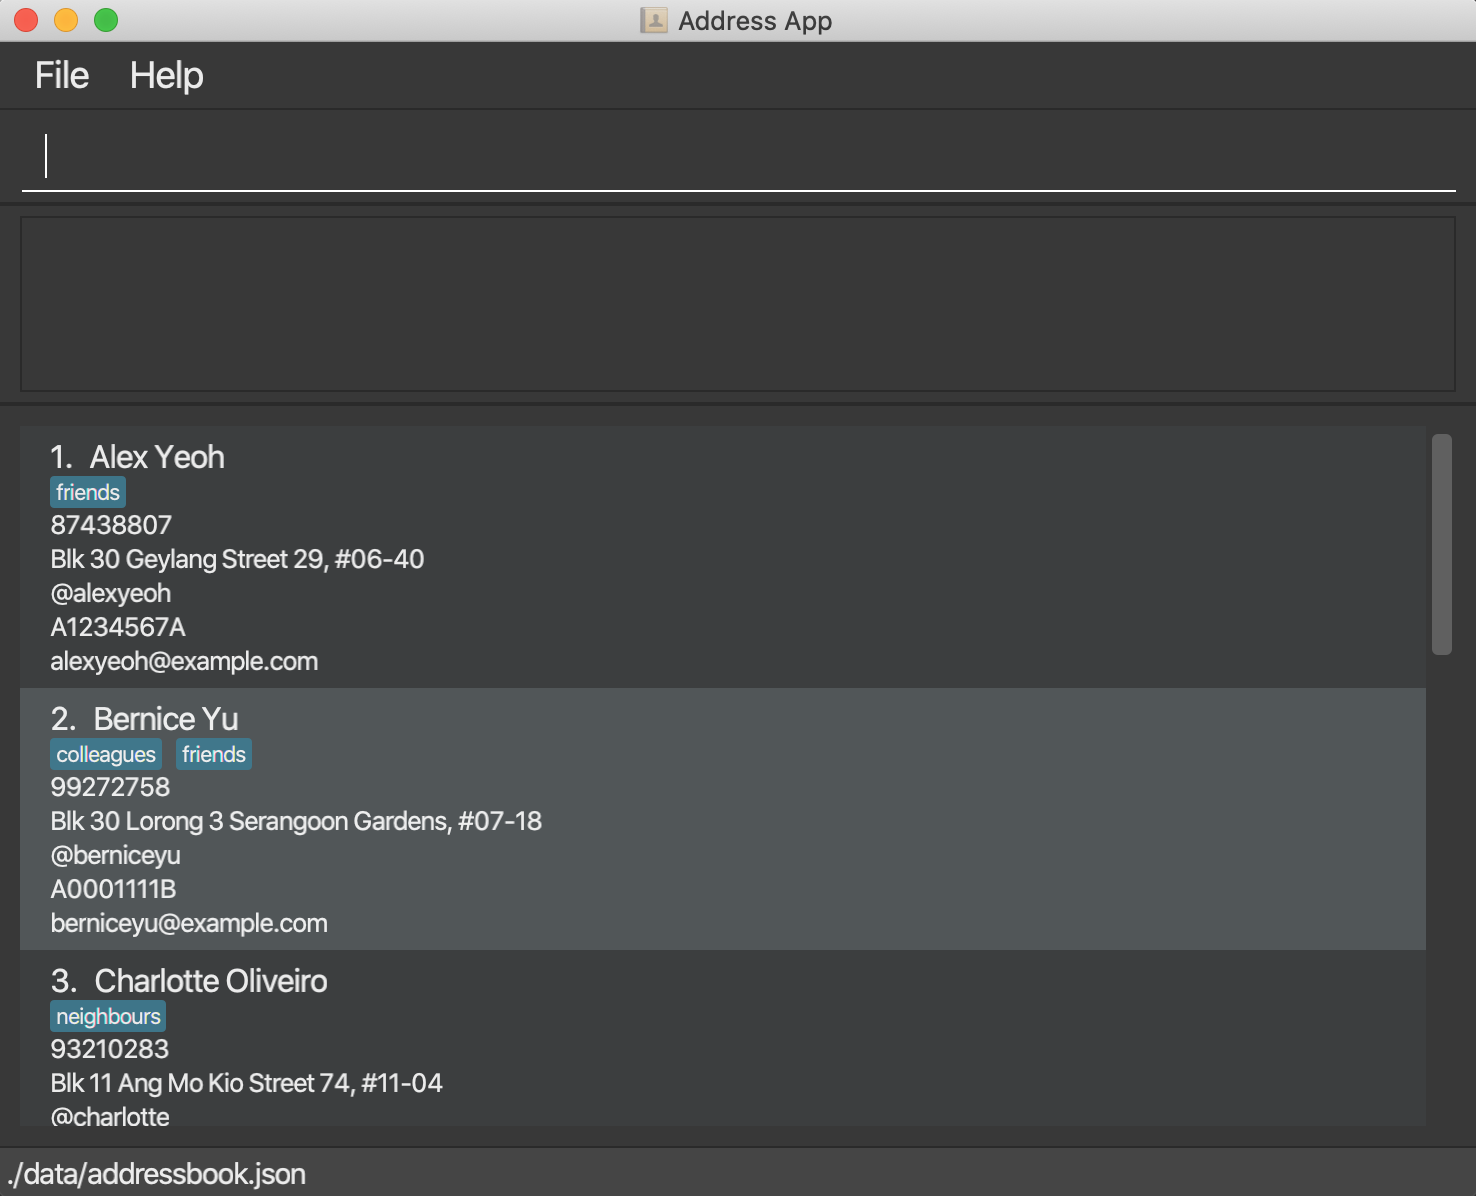 Address App
File Help
1. Alex Yeoh
friends
87438807
Blk 30 Geylang Street 29, #06-40
@alexyeoh
A1234567A
alexyeoh@example.com
2. Bernice Yu
colleagues friends
99272758
Blk 30 Lorong 3 Serangoon Gardens, #07-18
@berniceyu
A0001111B
berniceyu@example.com
3. Charlotte Oliveiro
neighbours
93210283
Blk 11 Ang Mo Kio Street 74, #11-04
@charlotte
./data/addressbook.json